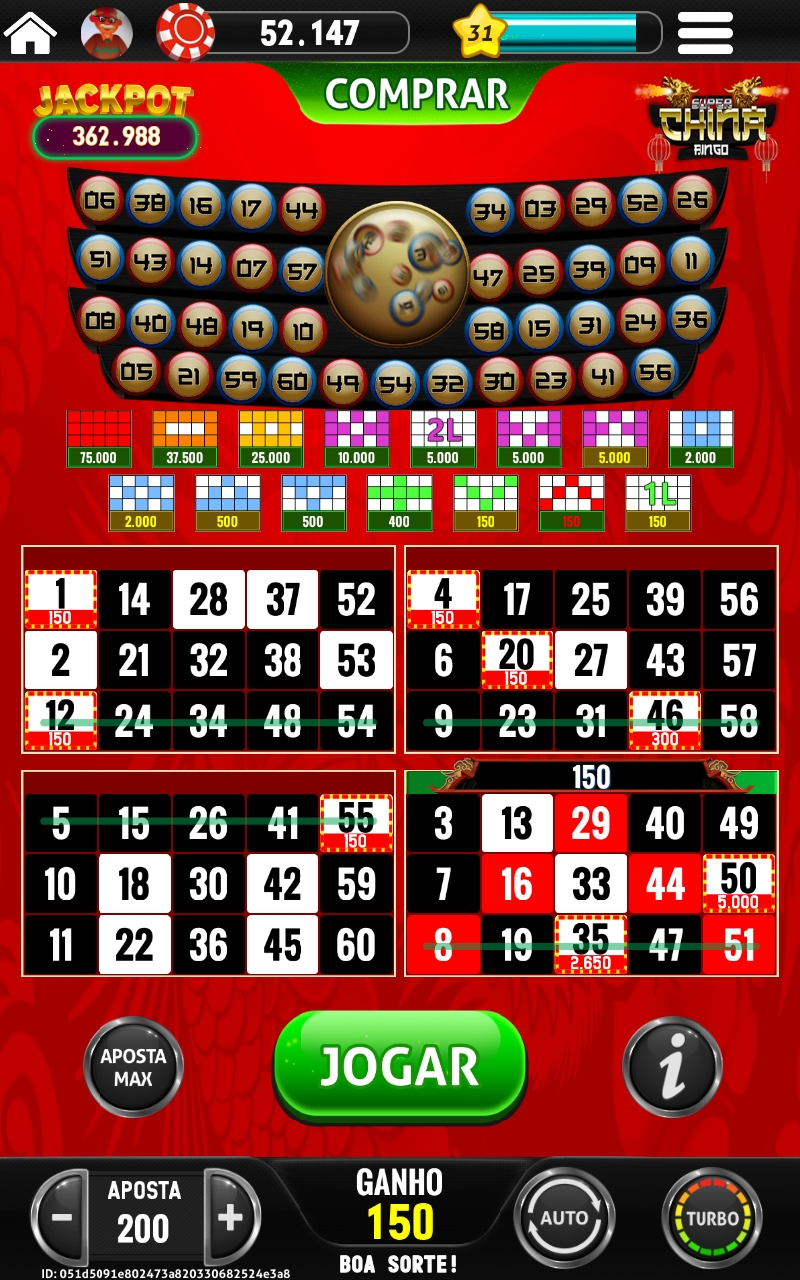 52.147
31
JACKPOT
362.988
COMPRAR
SUPER
CHINA
BINGO
06 38 16 17 44 34 03 29 52 26
51 43 14 07 57 47 25 39 09 11
08 40 48 19 10 58 15 31 24 36
05 21 59 60 49 54 32 30 23 41 56
2L
75.000 37.500 25.000 10.000 5.000 5.000 5.000 2.000
1L
2.000 500 500 400 150 150 150
1 14 28 37 52
150
2 21 32 38 53
12 24 34 48 54
150
4 17 25 39 56
150
6 20 27 43 57
150
9 23 31 46 58
300
5 15 26 41 55
150
10 18 30 42 59
11 22 36 45 60
150
3 13 29 40 49
7 16 33 44 50
5.000
8 19 35 47 51
2.650
APOSTA
MAX
JOGAR
i
APOSTA
- 200 +
GANHO
150
BOA SORTE!
AUTO
TURBO
ID: 051d5091e802473a820330682524e3a8